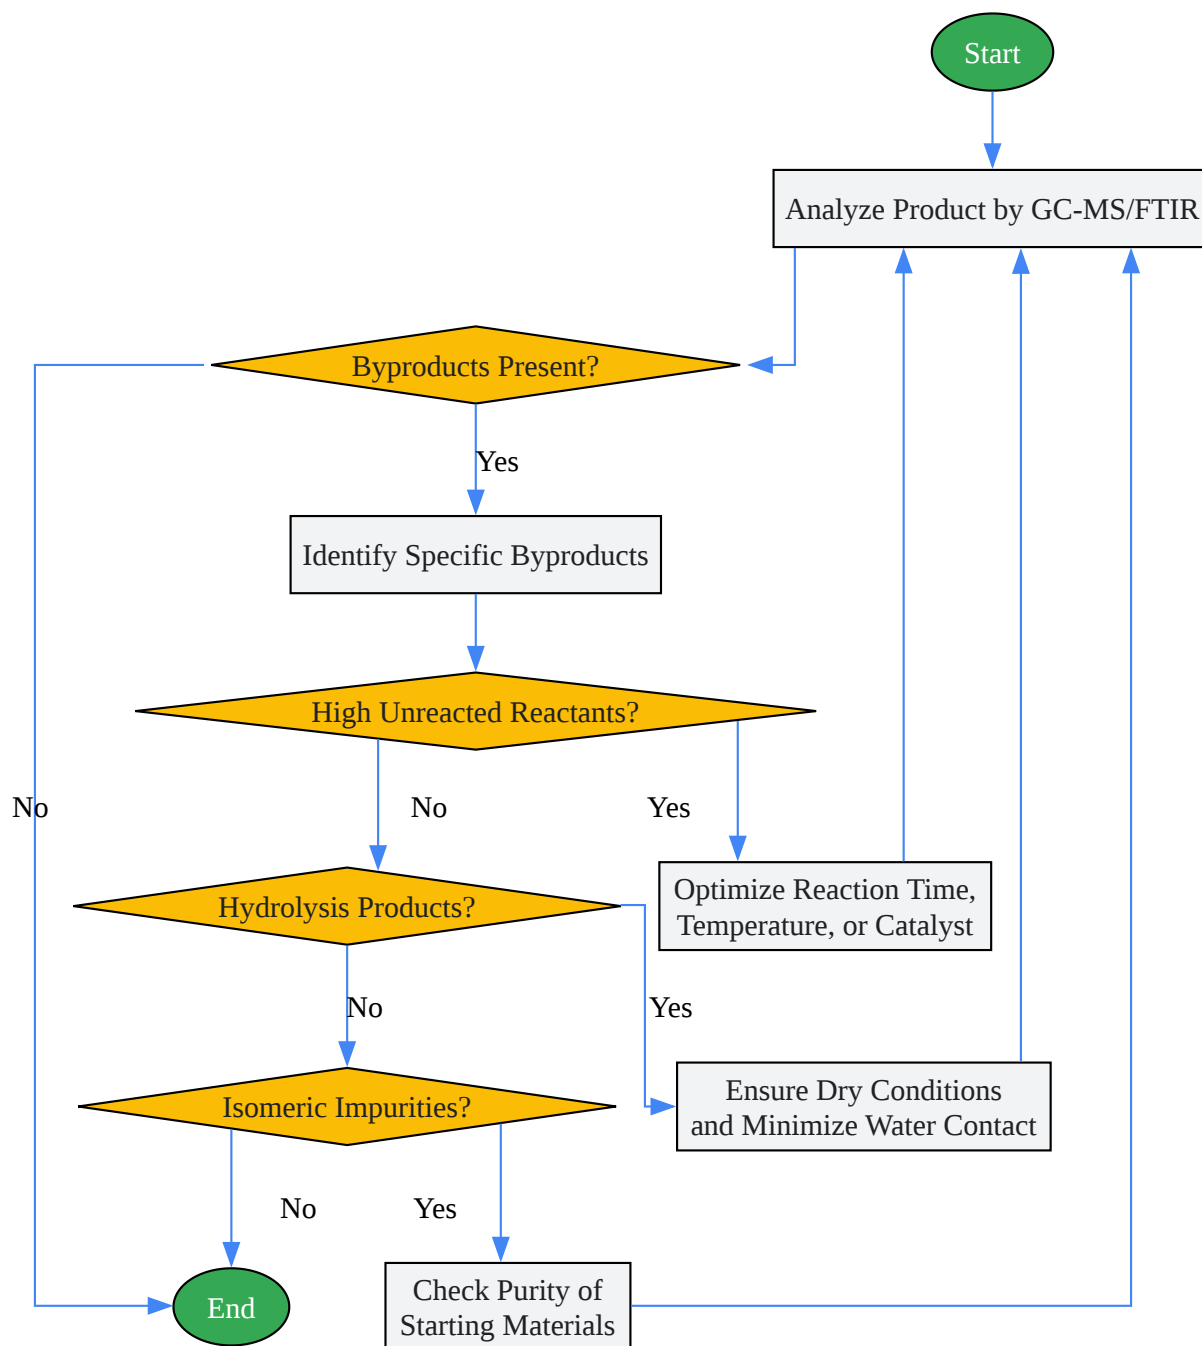 Start
Analyze Product by GC-MS/FTIR
Byproducts Present?
Yes
Identify Specific Byproducts
High Unreacted Reactants?
No
No
Yes
Optimize Reaction Time,
Temperature, or Catalyst
Hydrolysis Products?
No
Yes
Ensure Dry Conditions
and Minimize Water Contact
Isomeric Impurities?
No
Yes
End
Check Purity of
Starting Materials